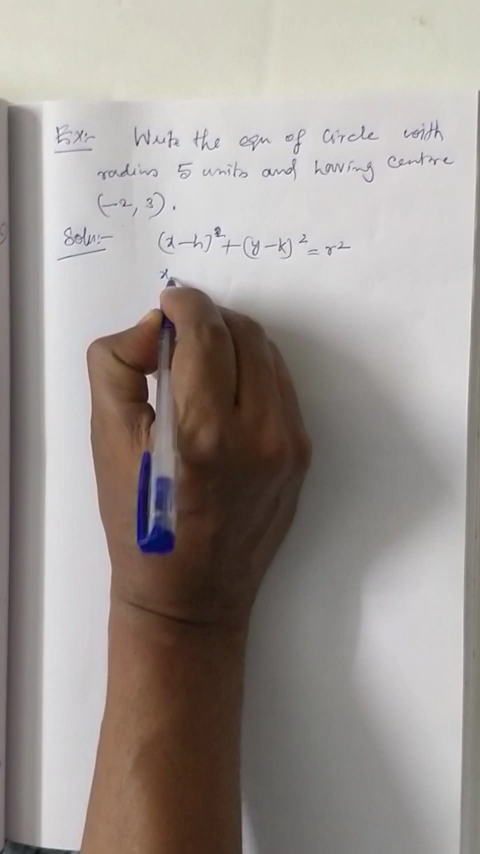 Ex:- Write the eqn of circle with
radius 5 units and having centre
(-2, 3).
Soln:- (x-h)²+(y-k)²=r²
x